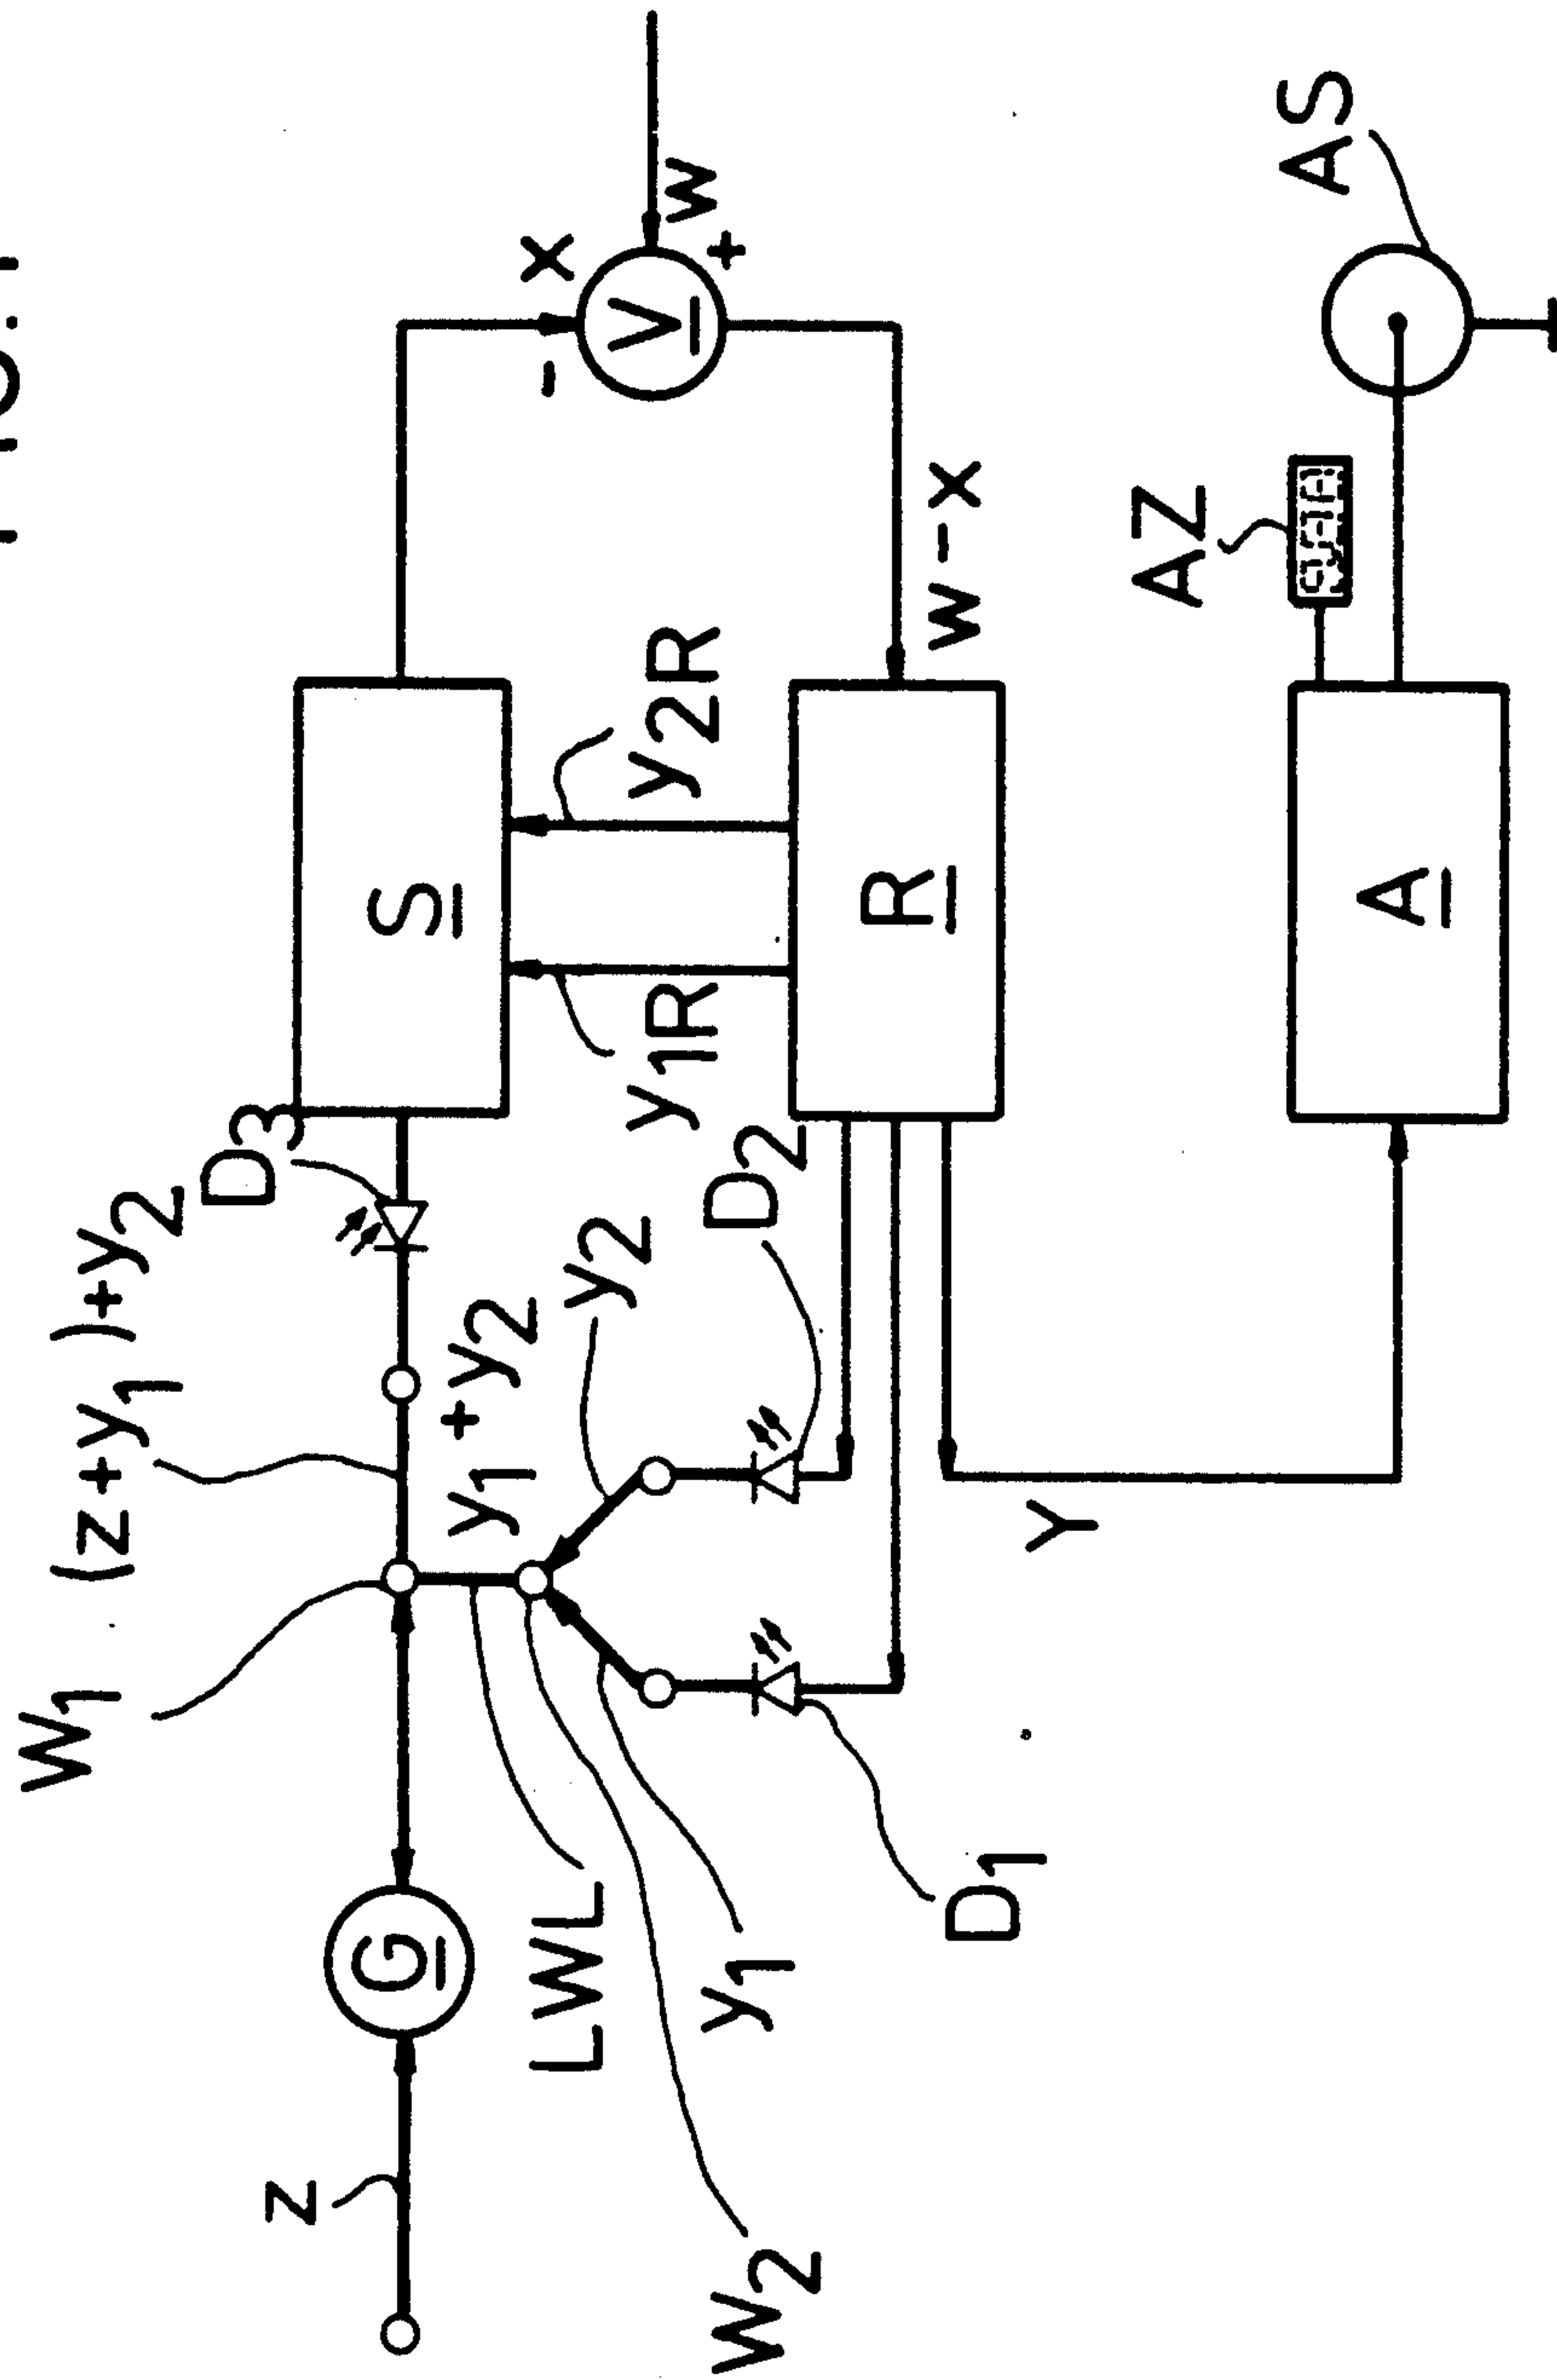 W1
(z+y1)+y2
D3
z
G
S
y1+y2
x
-
LWL
y2
V
w
+
y1R
y2R
W2
y1
D2
R
w-x
D1
Y
AZ
AS
A